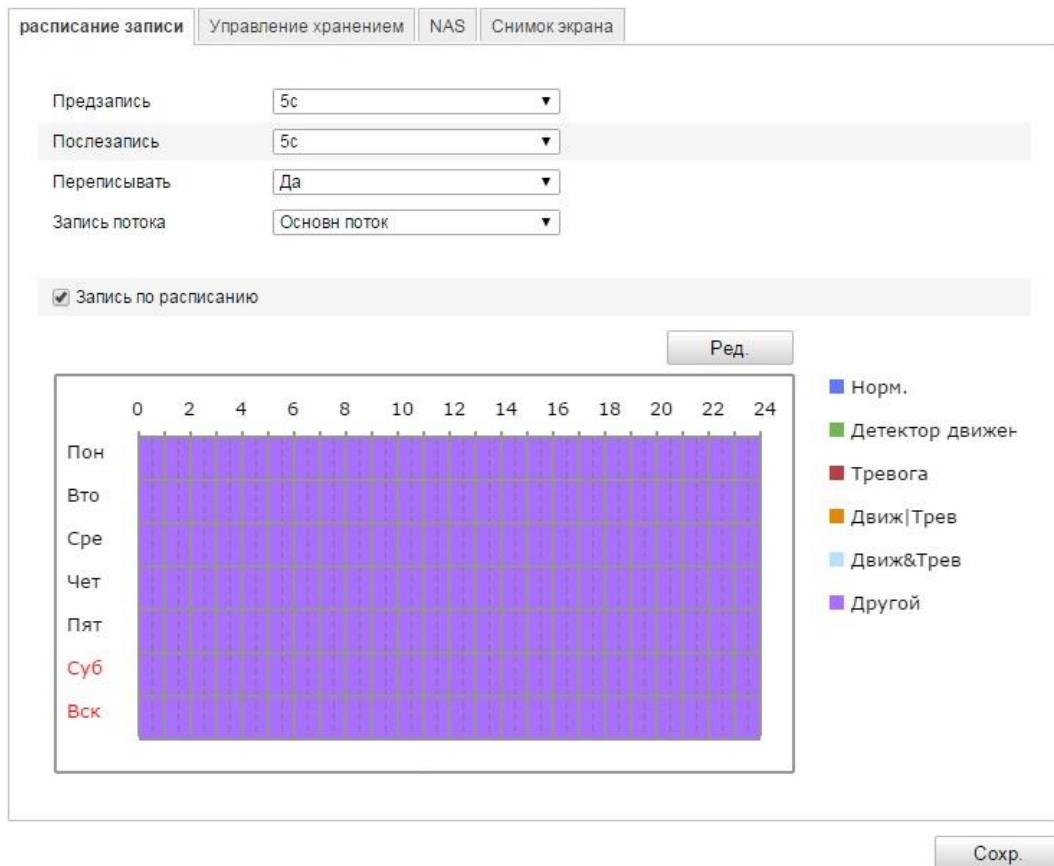 расписание записи Управление хранением NAS Снимок экрана
Предзапись 5с
Послезапись 5с
Переписывать Да
Запись потока Основн поток
Запись по расписанию
Ред.
0 2 4 6 8 10 12 14 16 18 20 22 24
Пон
Вто
Сре
Чет
Пят
Суб
Вск
Норм.
Детектор движен
Тревога
Движ|Трев
Движ&Трев
Другой
Сохр.